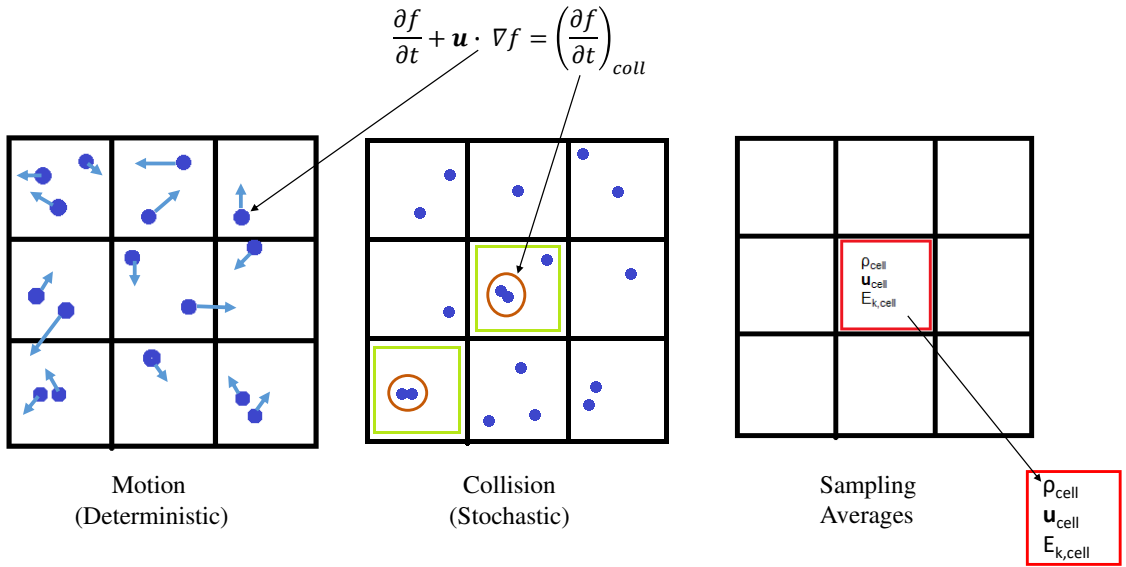 ∂f/∂t + u · ∇f = (∂f/∂t)coll
ρcell
ucell
Ek,cell
Motion
(Deterministic)
Collision
(Stochastic)
Sampling
Averages
ρcell
ucell
Ek,cell